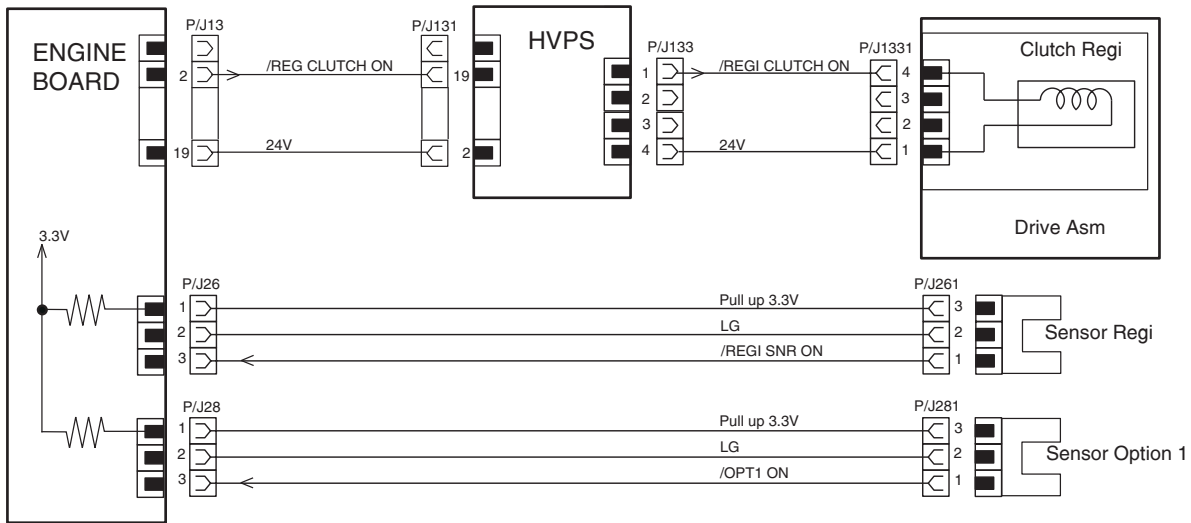 P/J13
P/J131
HVPS
P/J133
P/J1331
ENGINE
BOARD
Clutch Regi
2
/REG CLUTCH ON
19
1
/REGI CLUTCH ON
4
2
3
3
2
19
24V
2
4
24V
1
Drive Asm
3.3V
P/J26
P/J261
1
Pull up 3.3V
3
2
LG
2
Sensor Regi
3
/REGI SNR ON
1
P/J28
P/J281
1
Pull up 3.3V
3
2
LG
2
Sensor Option 1
3
/OPT1 ON
1